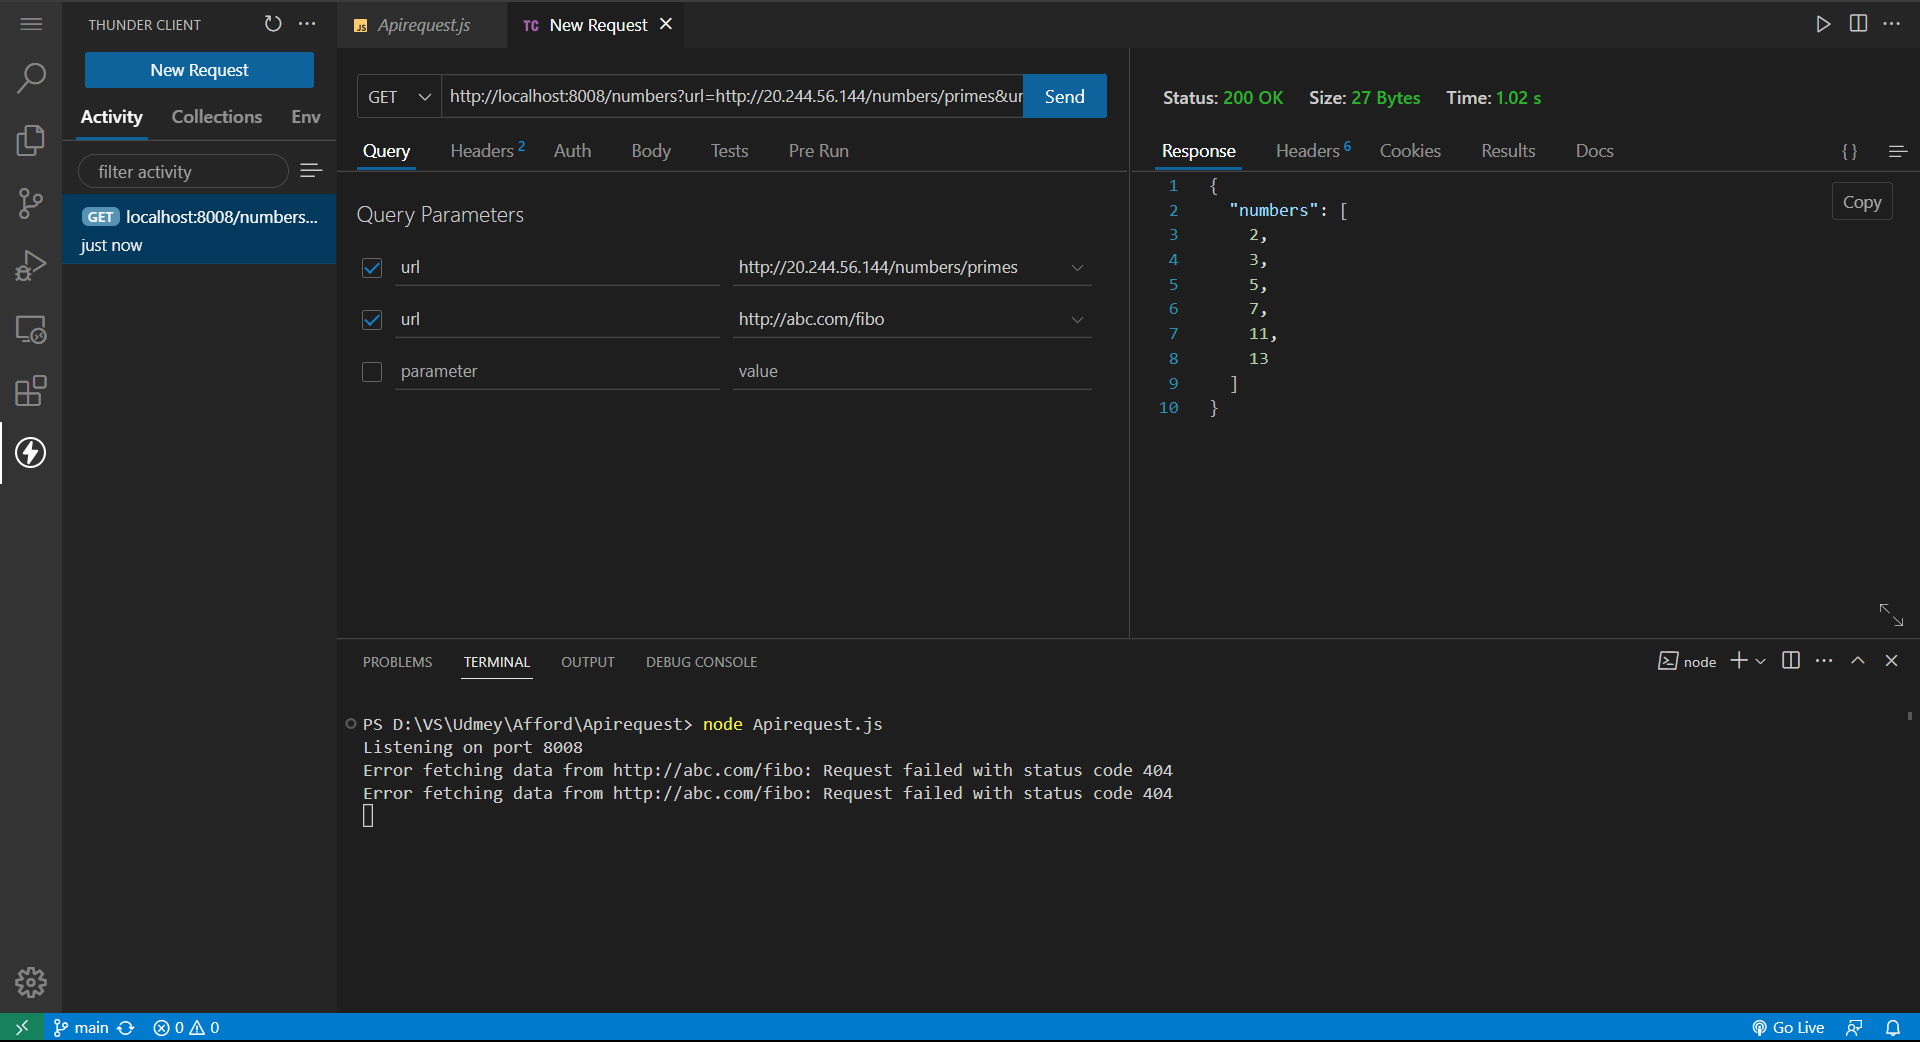 THUNDER CLIENT
New Request
Activity Collections Env
filter activity
GET localhost:8008/numbers...
just now
JS Apirequest.js
TC New Request
GET http://localhost:8008/numbers?url=http://20.244.56.144/numbers/primes&ur Send
Query Headers 2 Auth Body Tests Pre Run
Query Parameters
url http://20.244.56.144/numbers/primes
url http://abc.com/fibo
parameter value
Status: 200 OK Size: 27 Bytes Time: 1.02 s
Response Headers 6 Cookies Results Docs { }
Copy
1 {
2 "numbers": [
3 2,
4 3,
5 5,
6 7,
7 11,
8 13
9 ]
10 }
PROBLEMS TERMINAL OUTPUT DEBUG CONSOLE
node
PS D:\VS\Udmey\Afford\Apirequest> node Apirequest.js
Listening on port 8008
Error fetching data from http://abc.com/fibo: Request failed with status code 404
Error fetching data from http://abc.com/fibo: Request failed with status code 404
main 0 0
Go Live